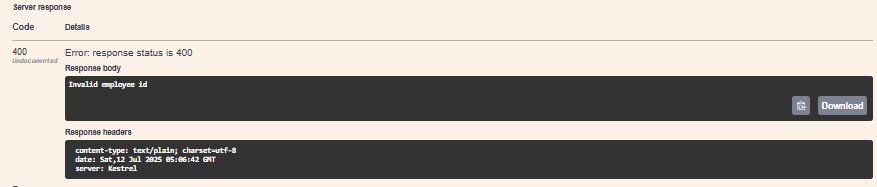 Server response
Code Details
400 Error: response status is 400
Undocumented
Response body
Invalid employee id
Download
Response headers
content-type: text/plain; charset=utf-8
date: Sat,12 Jul 2025 05:06:42 GMT
server: Kestrel